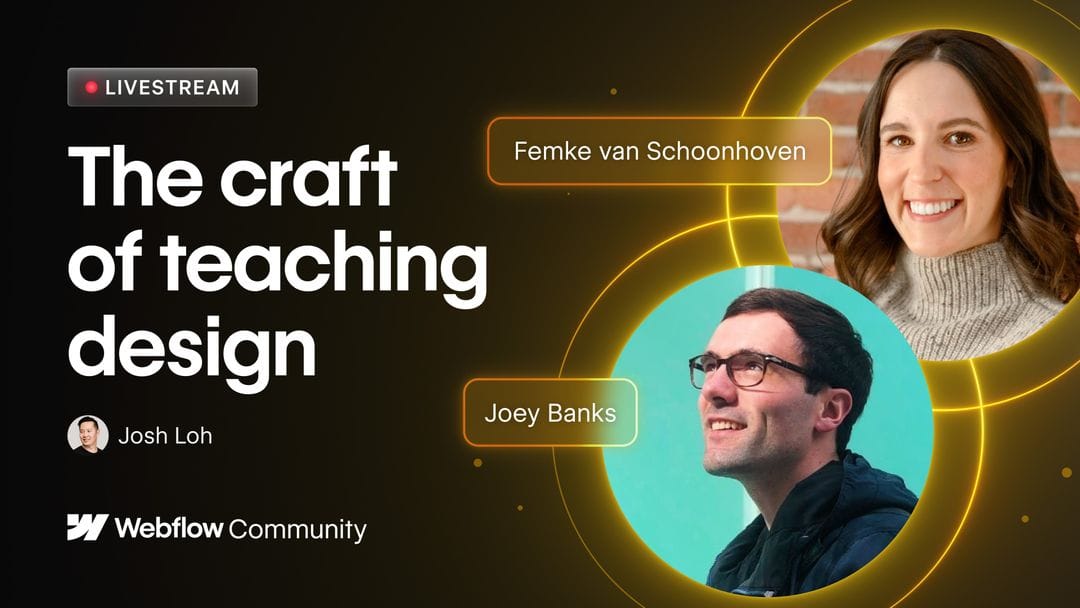 LIVESTREAM
The craft
of teaching
design
Josh Loh
Webflow Community
Femke van Schoonhoven
Joey Banks